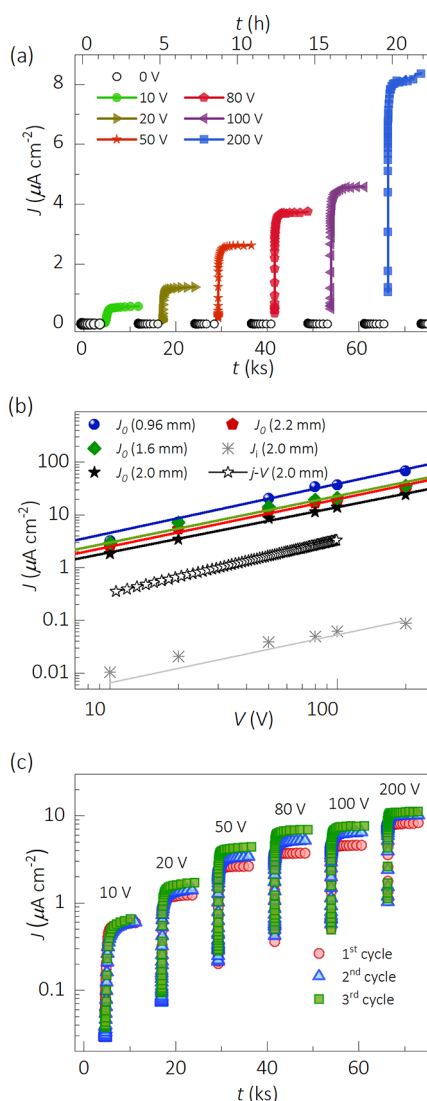 t (h)
0 5 10 15 20
(a)
0 V
10 V 80 V
20 V 100 V
50 V 200 V
8
6
4
2
0
J (μA cm⁻²)
0 20 40 60
t (ks)
(b)
J₀ (0.96 mm) J₀ (2.2 mm)
J₀ (1.6 mm) Jₗ (2.0 mm)
J₀ (2.0 mm) j-V (2.0 mm)
100
10
1
0.1
0.01
J (μA cm⁻²)
10 100
V (V)
(c)
200 V
100 V
80 V
50 V
20 V
10 V
10
1
0.1
J (μA cm⁻²)
1st cycle
2nd cycle
3rd cycle
0 20 40 60
t (ks)